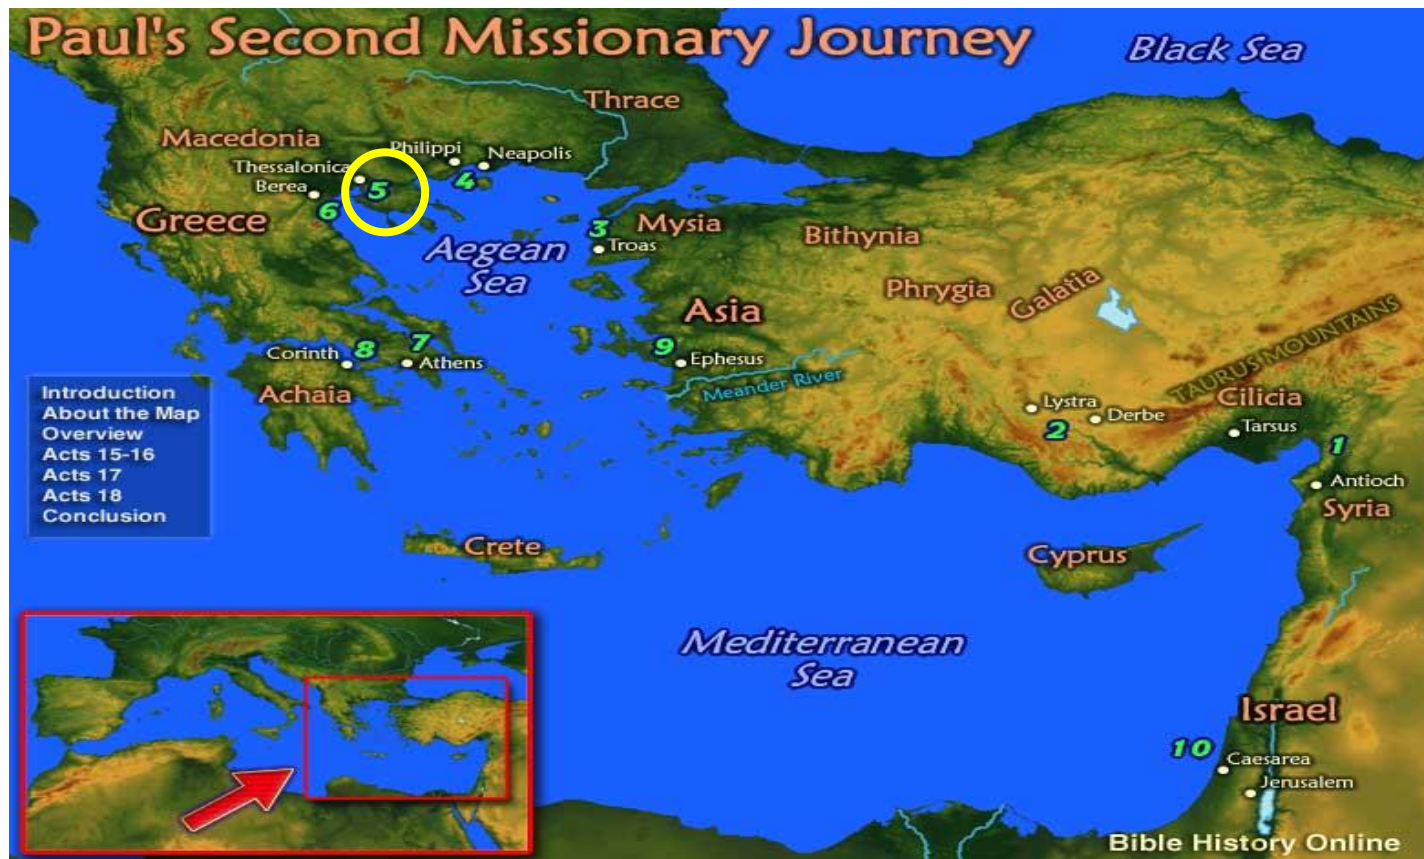 Paul's Second Missionary Journey
Black Sea
Thrace
Macedonia
Philippi
Neapolis
Thessalonica
Berea
4
5
6
Greece
3
Mysia
Troas
Bithynia
Aegean
Sea
Phrygia
Galatia
Asia
TAURUS MOUNTAINS
7
8
9
Corinth
Athens
Ephesus
Meander River
Achaia
Lystra
Derbe
2
Cilicia
Tarsus
1
Antioch
Syria
Introduction
About the Map
Overview
Acts 15-16
Acts 17
Acts 18
Conclusion
Crete
Cyprus
Mediterranean
Sea
Israel
10
Caesarea
Jerusalem
Bible History Online